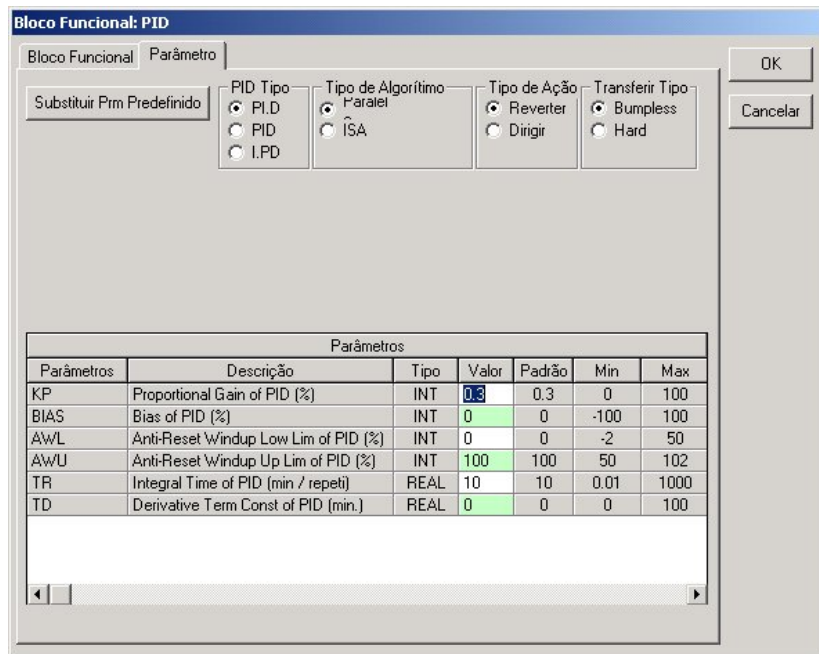 Bloco Funcional: PID
Bloco Funcional Parâmetro
OK
Cancelar
Substituir Prm Predefinido
PID Tipo
PI.D
PID
I.PD
Tipo de Algorítimo
Paralel
ISA
Tipo de Ação
Reverter
Dirigir
Transferir Tipo
Bumpless
Hard
Parâmetros
Parâmetros Descrição Tipo Valor Padrão Min Max
KP Proportional Gain of PID (%) INT 0.3 0.3 0 100
BIAS Bias of PID (%) INT 0 0 -100 100
AWL Anti-Reset Windup Low Lim of PID (%) INT 0 0 -2 50
AWU Anti-Reset Windup Up Lim of PID (%) INT 100 100 50 102
TR Integral Time of PID (min / repeti) REAL 10 10 0.01 1000
TD Derivative Term Const of PID (min.) REAL 0 0 0 100